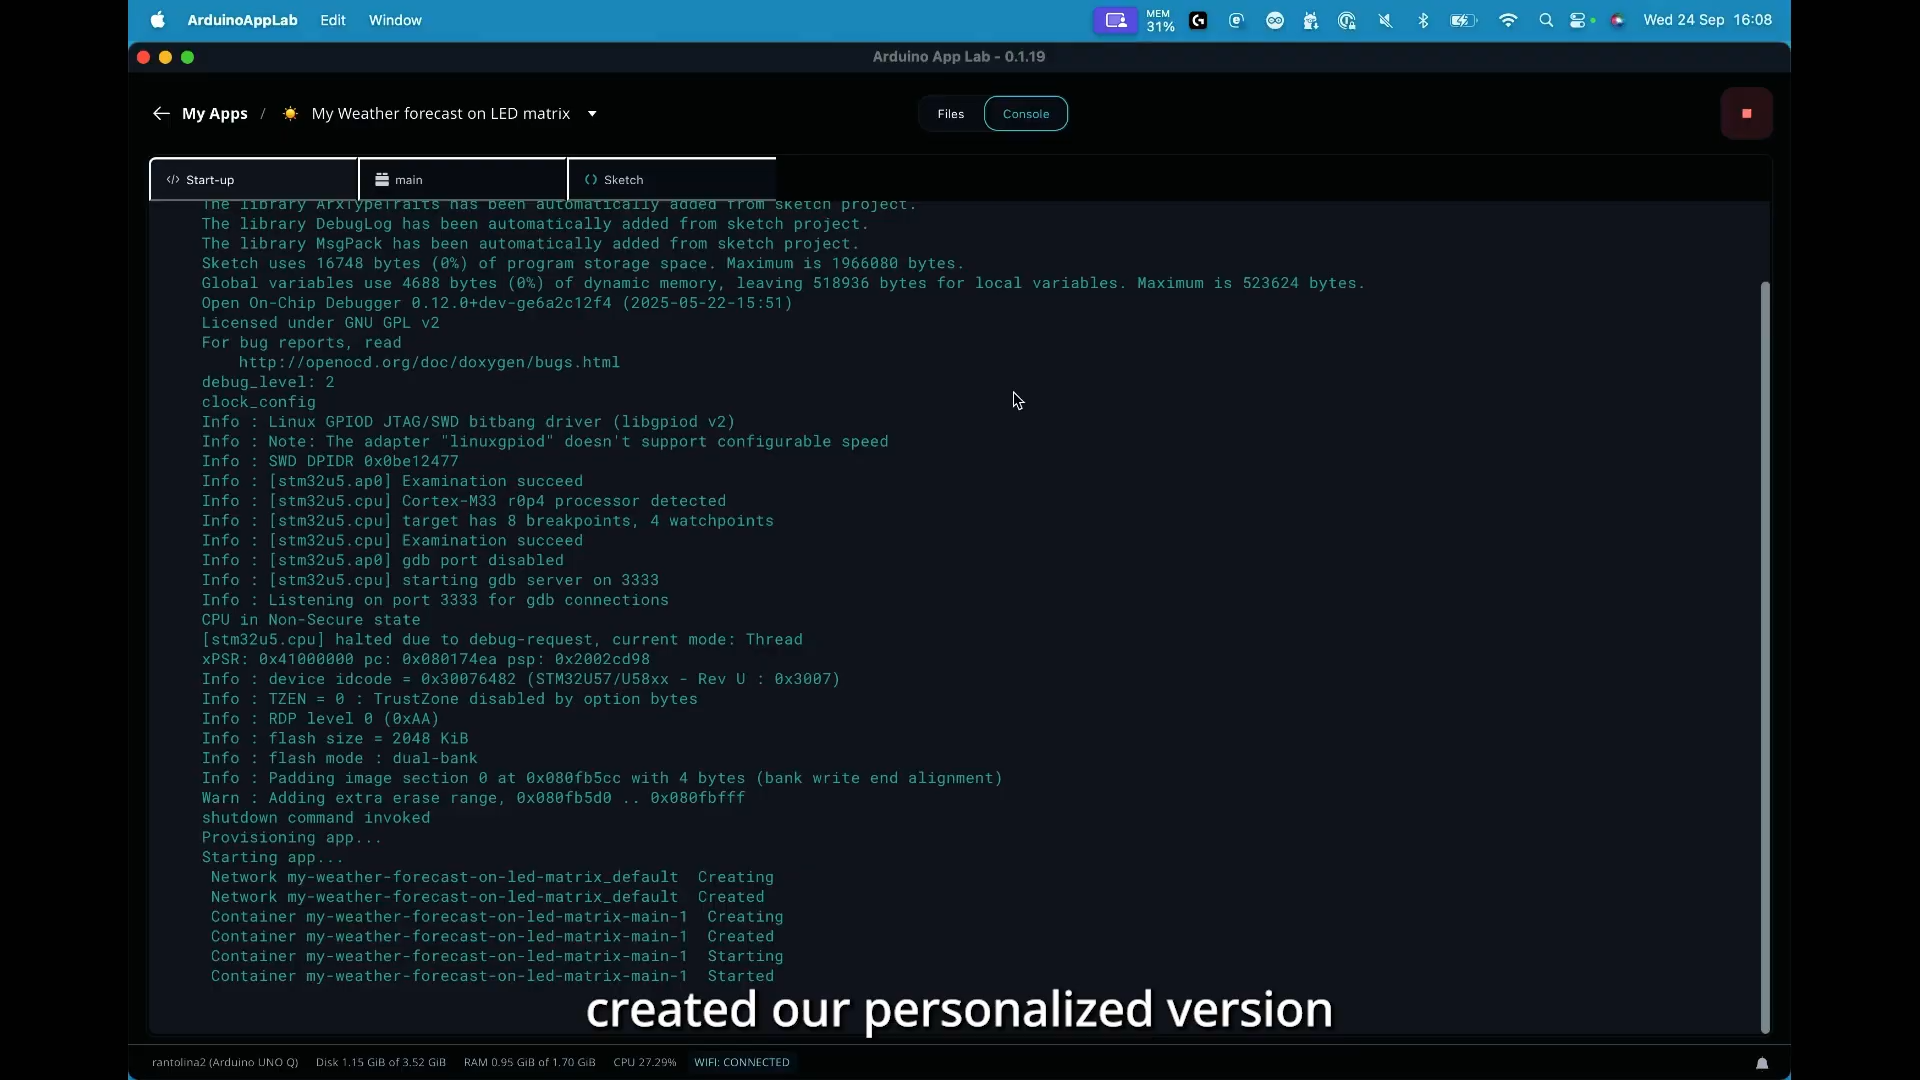 ArduinoAppLab Edit Window MEM 31% Wed 24 Sep 16:08
Arduino App Lab - 0.1.19
My Apps / My Weather forecast on LED matrix Files Console
Start-up main Sketch
The library ArxTypeTraits has been automatically added from sketch project.
The library DebugLog has been automatically added from sketch project.
The library MsgPack has been automatically added from sketch project.
Sketch uses 16748 bytes (0%) of program storage space. Maximum is 1966080 bytes.
Global variables use 4688 bytes (0%) of dynamic memory, leaving 518936 bytes for local variables. Maximum is 523624 bytes.
Open On-Chip Debugger 0.12.0+dev-ge6a2c12f4 (2025-05-22-15:51)
Licensed under GNU GPL v2
For bug reports, read
http://openocd.org/doc/doxygen/bugs.html
debug_level: 2
clock_config
Info : Linux GPIOD JTAG/SWD bitbang driver (libgpiod v2)
Info : Note: The adapter "linuxgpiod" doesn't support configurable speed
Info : SWD DPIDR 0x0be12477
Info : [stm32u5.ap0] Examination succeed
Info : [stm32u5.cpu] Cortex-M33 r0p4 processor detected
Info : [stm32u5.cpu] target has 8 breakpoints, 4 watchpoints
Info : [stm32u5.cpu] Examination succeed
Info : [stm32u5.ap0] gdb port disabled
Info : [stm32u5.cpu] starting gdb server on 3333
Info : Listening on port 3333 for gdb connections
CPU in Non-Secure state
[stm32u5.cpu] halted due to debug-request, current mode: Thread
xPSR: 0x41000000 pc: 0x080174ea psp: 0x2002cd98
Info : device idcode = 0x30076482 (STM32U57/U58xx - Rev U : 0x3007)
Info : TZEN = 0 : TrustZone disabled by option bytes
Info : RDP level 0 (0xAA)
Info : flash size = 2048 KiB
Info : flash mode : dual-bank
Info : Padding image section 0 at 0x080fb5cc with 4 bytes (bank write end alignment)
Warn : Adding extra erase range, 0x080fb5d0 .. 0x080fbfff
shutdown command invoked
Provisioning app...
Starting app...
Network my-weather-forecast-on-led-matrix_default Creating
Network my-weather-forecast-on-led-matrix_default Created
Container my-weather-forecast-on-led-matrix-main-1 Creating
Container my-weather-forecast-on-led-matrix-main-1 Created
Container my-weather-forecast-on-led-matrix-main-1 Starting
Container my-weather-forecast-on-led-matrix-main-1 Started
created our personalized version
rantolina2 (Arduino UNO Q) Disk 1.15 GiB of 3.52 GiB RAM 0.95 GiB of 1.70 GiB CPU 27.29% WIFI: CONNECTED